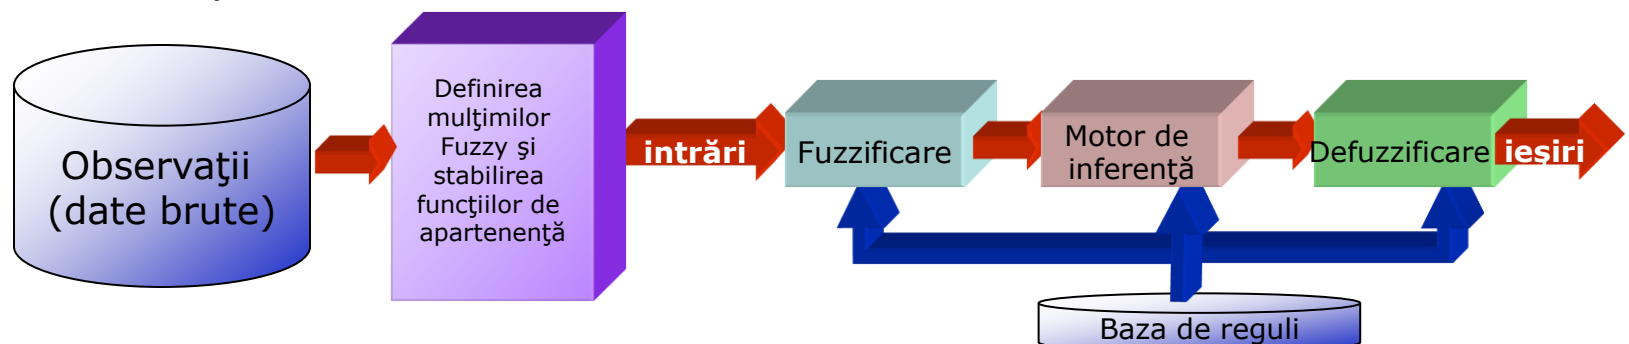 Observaţii
(date brute)
Definirea
mulţimilor
Fuzzy şi
stabilirea
funcţiilor de
apartenenţă
intrări
Fuzzificare
Motor de
inferenţă
Defuzzificare
ieşiri
Baza de reguli